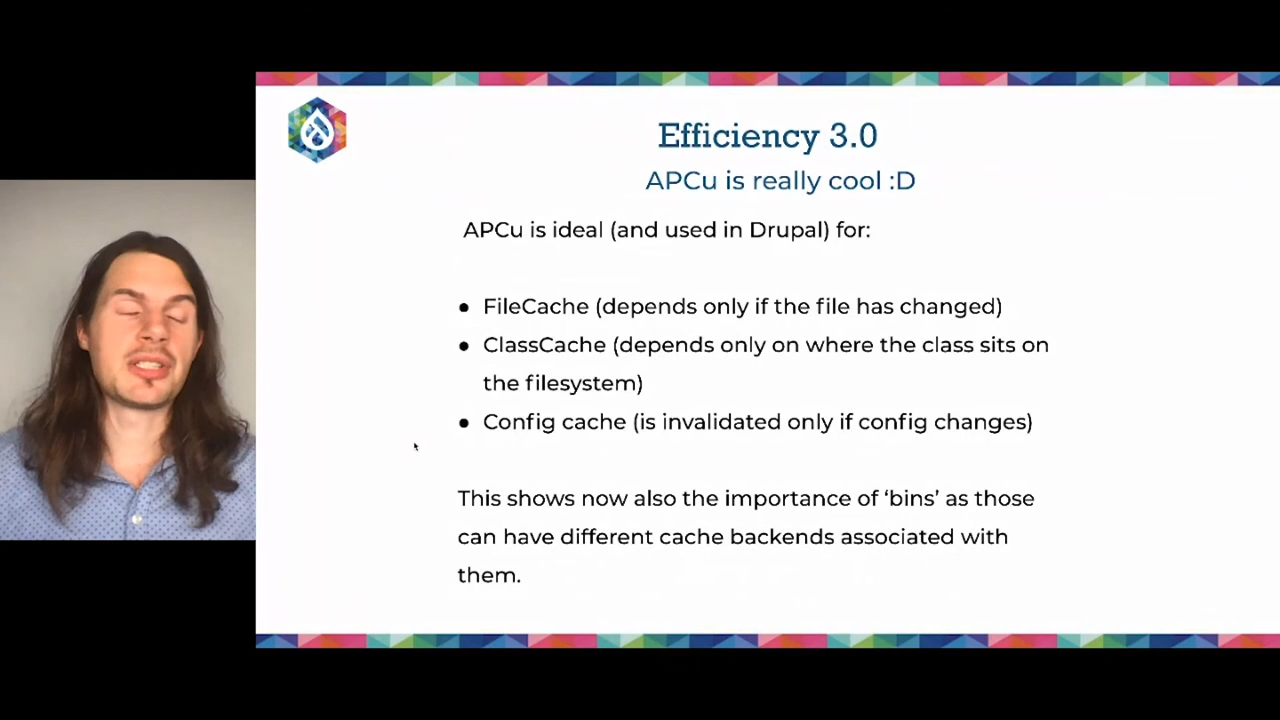 Efficiency 3.0
APCu is really cool :D
APCu is ideal (and used in Drupal) for:
● FileCache (depends only if the file has changed)
● ClassCache (depends only on where the class sits on
the filesystem)
● Config cache (is invalidated only if config changes)
This shows now also the importance of ‘bins’ as those
can have different cache backends associated with
them.